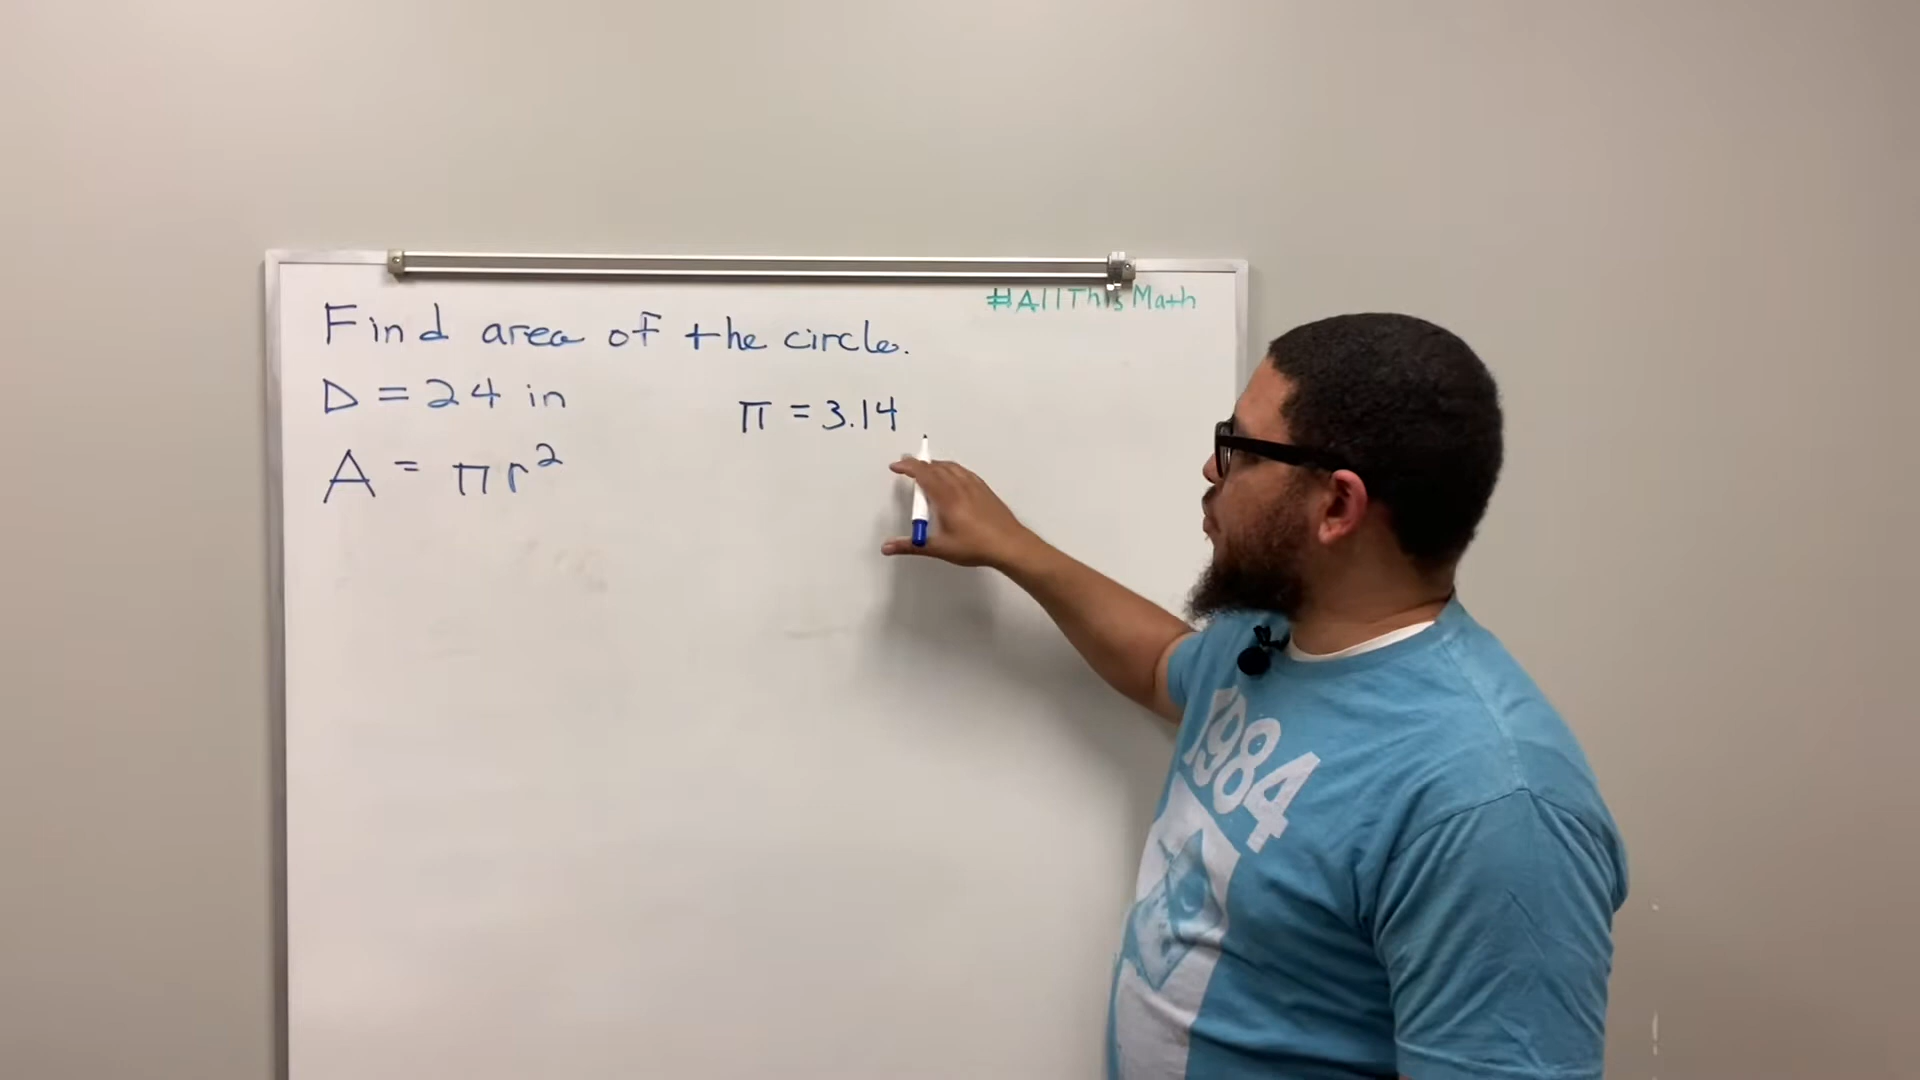 #AllThisMath
Find area of the circle.
D = 24 in
π = 3.14
A = πr²
1984